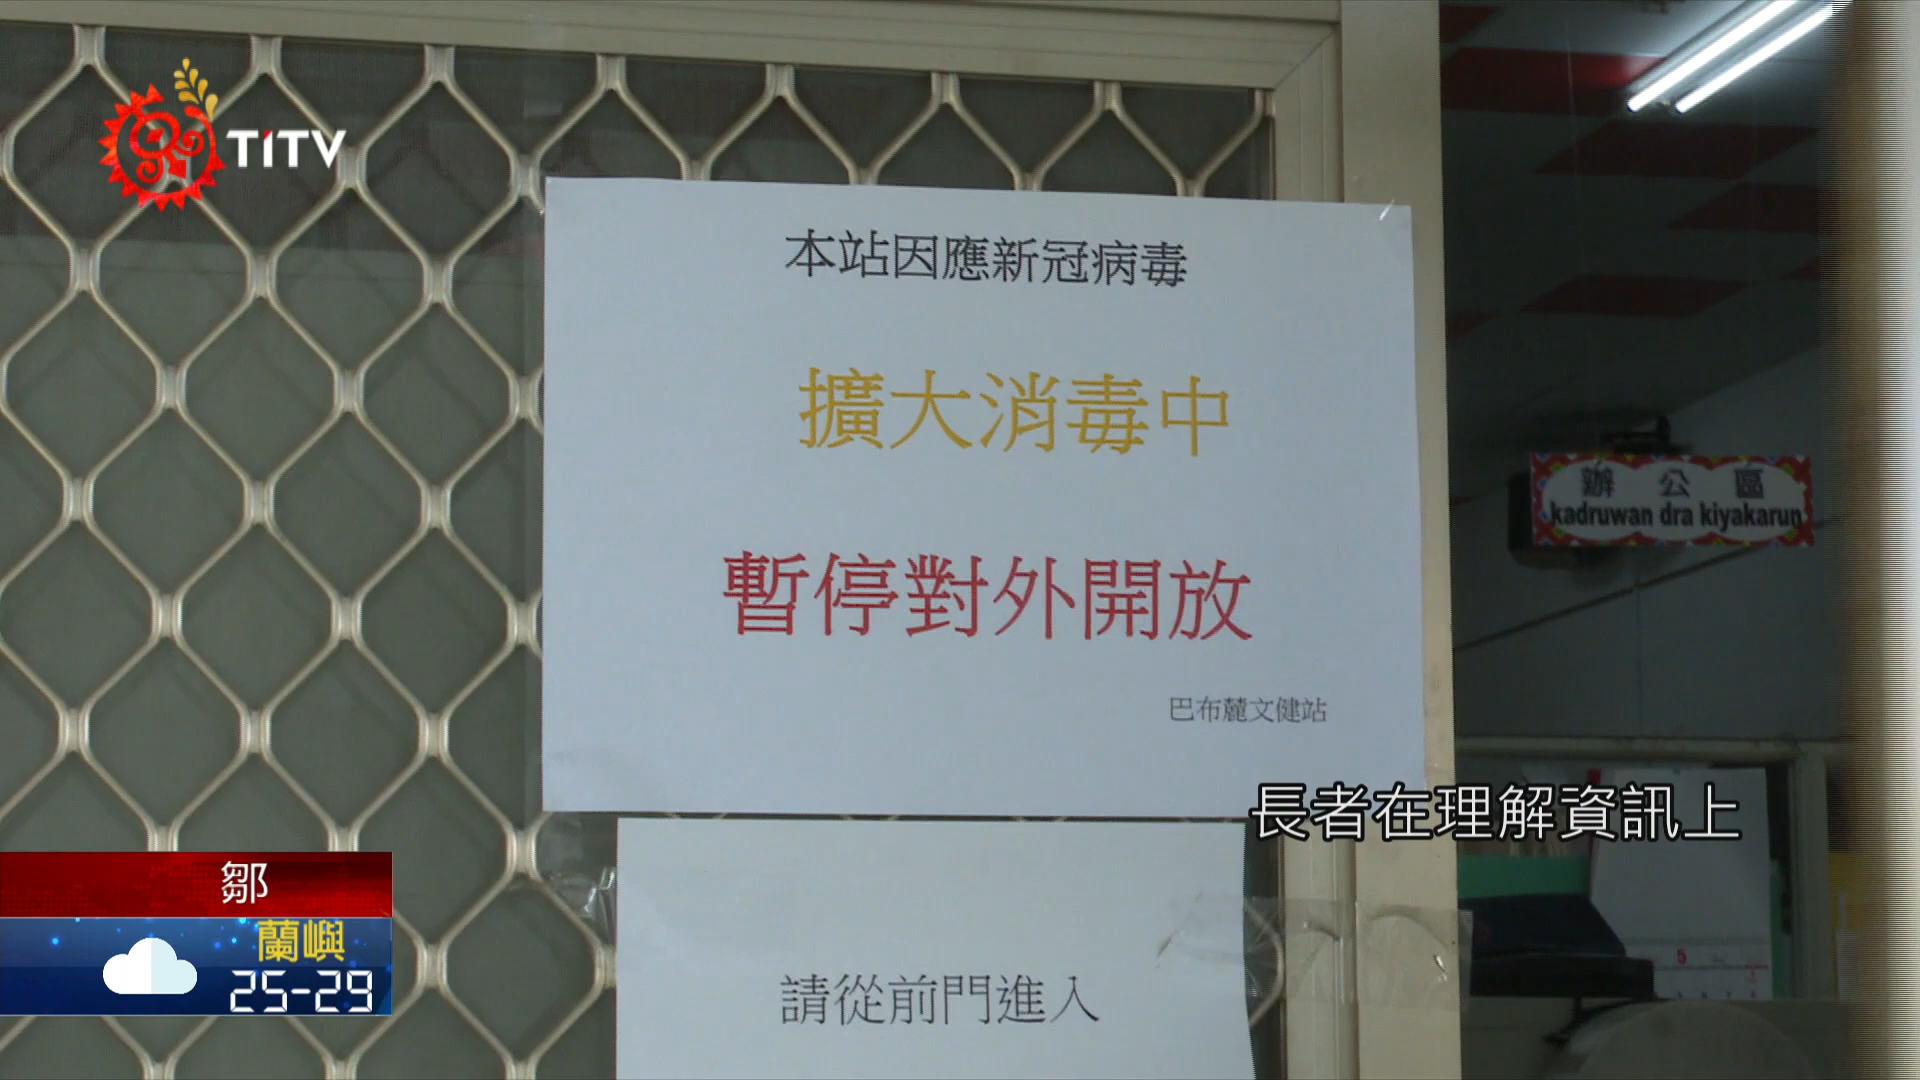 TITV
本站因應新冠病毒
擴大消毒中
暫停對外開放
巴布麓文健站
辦公區
kadruwan dra kiyakarun
長者在理解資訊上
鄒
蘭嶼
25-29
5
請從前門進入